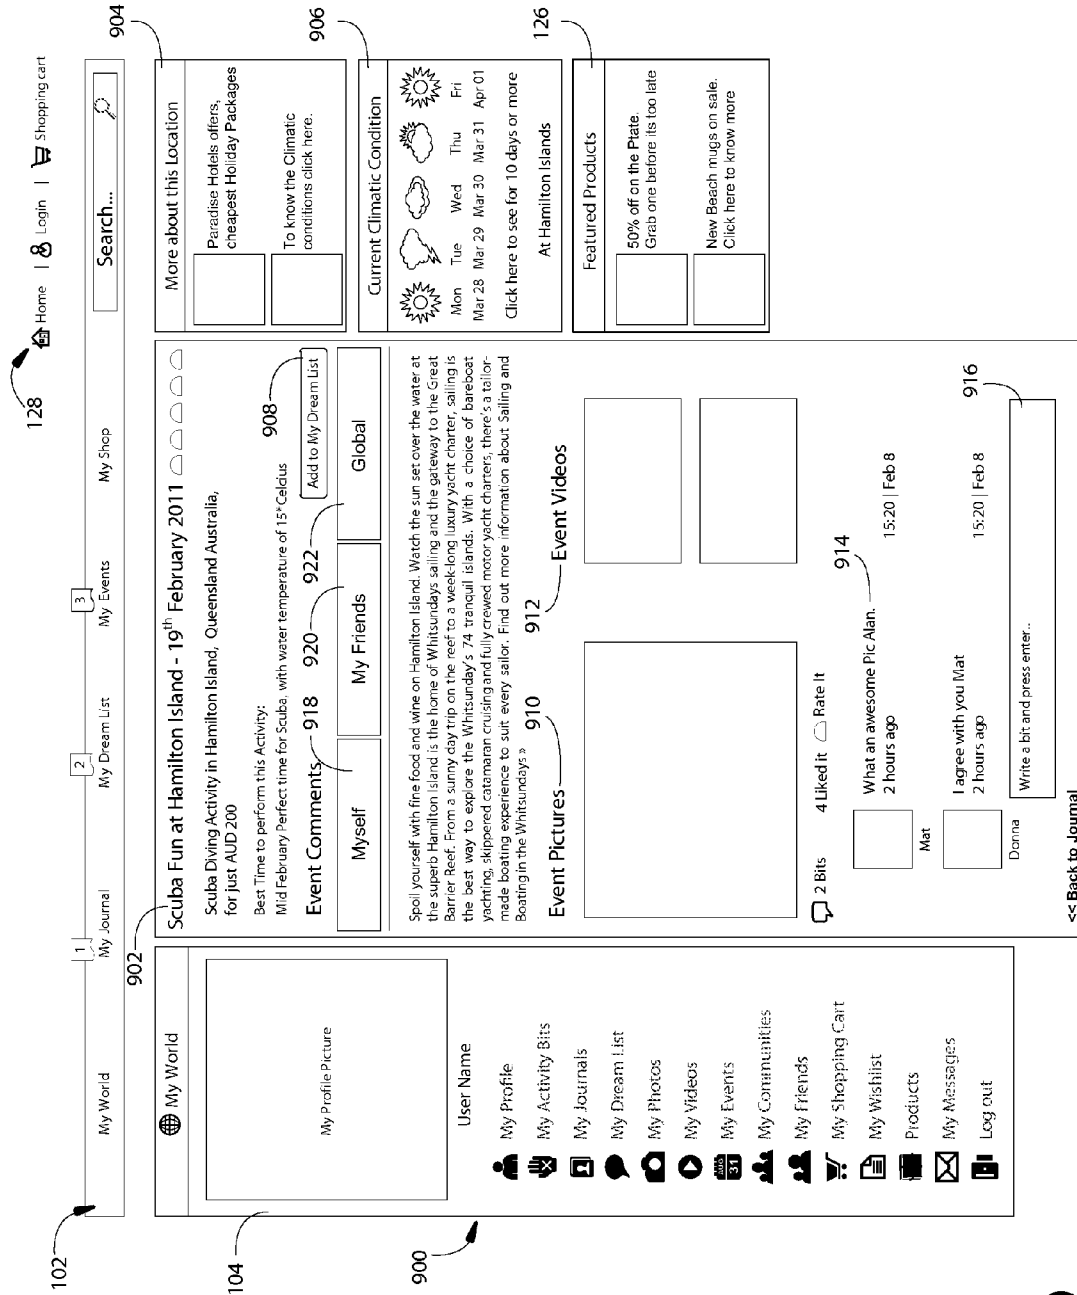 128
Home | Login | Shopping cart
102
My World
1
My Journal
2
My Dream List
3
My Events
My Shop
Search...
104
900
My World
My Profile Picture
User Name
My Profile
My Activity Bits
My Journals
My Dream List
My Photos
My Videos
My Events
AUG
31
My Communities
My Friends
My Shopping Cart
My Wishlist
Products
My Messages
Log out
902
Scuba Fun at Hamilton Island - 19th February 2011
Scuba Diving Activity in Hamilton Island, Queensland Australia,
for just AUD 200
Best Time to perform this Activity:
Mid February Perfect time for Scuba, with water temperature of 15° Celcius
908
Event Comments
918
920
922
Add to My Dream List
Myself
My Friends
Global
Spoil yourself with fine food and wine on Hamilton Island. Watch the sun set over the water at
the superb Hamilton Island is the home of Whitsundays sailing and the gateway to the Great
Barrier Reef. From a sunny day trip on the reef to a week-long luxury yacht charter, sailing is
the best way to explore the Whitsunday's 74 tranquil islands. With a choice of bareboat
yachting, skippered catamaran cruising and fully crewed motor yacht charters, there's a tailor-
made boating experience to suit every sailor. Find out more information about Sailing and
Boating in the Whitsundays »
910
912
Event Pictures
Event Videos
2 Bits
4 Liked it
Rate It
914
What an awesome Pic Alan.
2 hours ago
15:20 | Feb 8
Mat
I agree with you Mat
2 hours ago
15:20 | Feb 8
Donna
916
Write a bit and press enter..
<< Back to Journal
904
More about this Location
Paradise Hotels offers,
cheapest Holiday Packages
To know the Climatic
conditions click here.
906
Current Climatic Condition
Mon Tue Wed Thu Fri
Mar 28 Mar 29 Mar 30 Mar 31 Apr 01
Click here to see for 10 days or more
At Hamilton Islands
126
Featured Products
50% off on the Ptate.
Grab one before its too late
New Beach mugs on sale.
Click here to know more